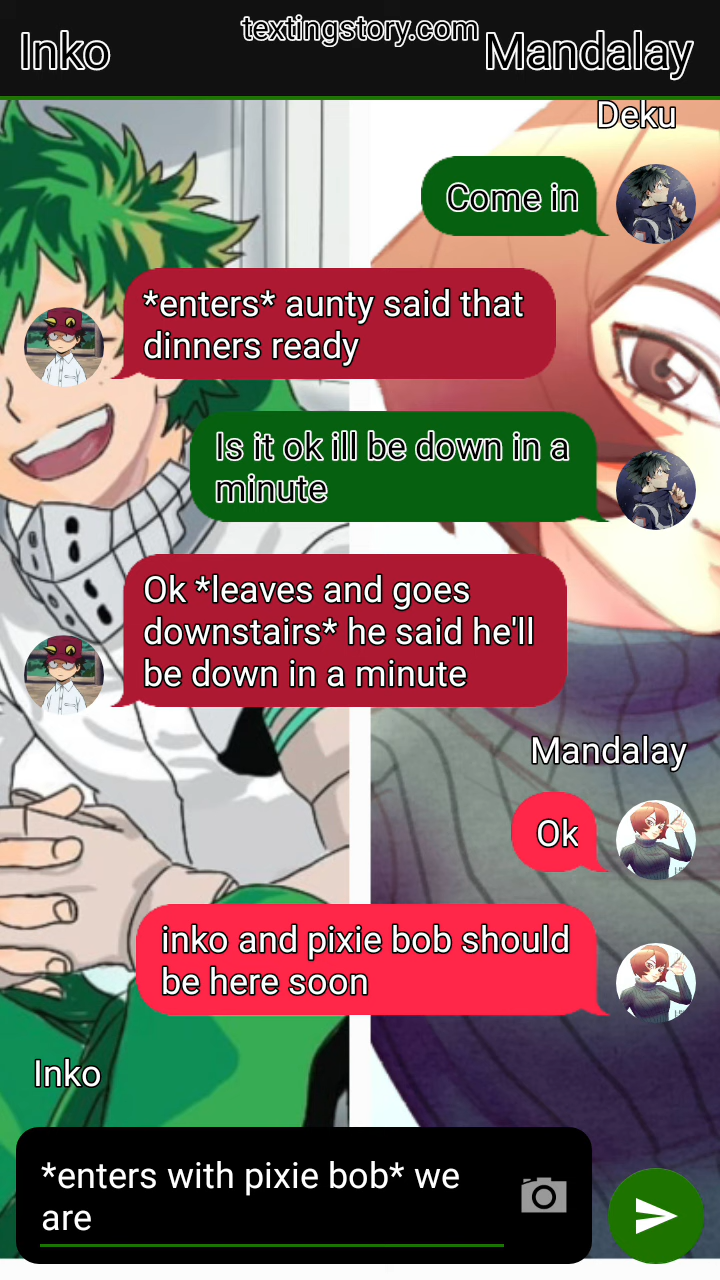 textingstory.com
Inko
Mandalay
Deku
Come in
*enters* aunty said that
dinners ready
Is it ok ill be down in a
minute
Ok *leaves and goes
downstairs* he said he'll
be down in a minute
Mandalay
Ok
inko and pixie bob should
be here soon
Inko
*enters with pixie bob* we
are